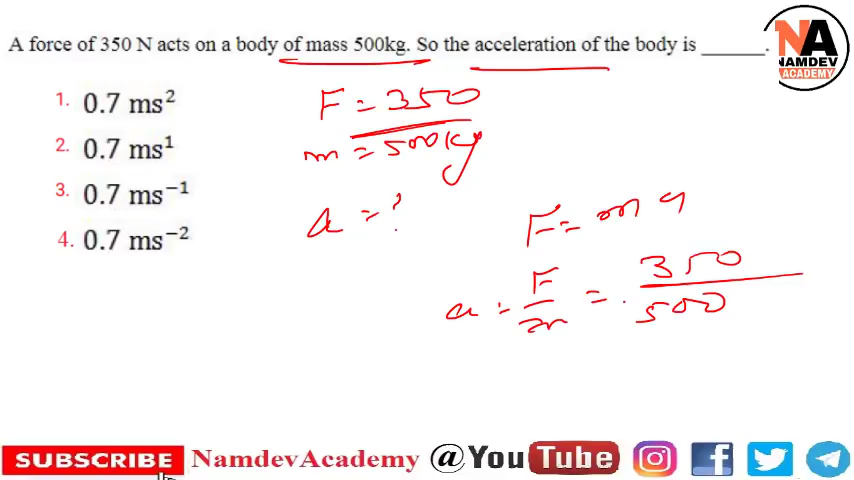 NA
NAMDEV
ACADEMY
A force of 350 N acts on a body of mass 500kg. So the acceleration of the body is ______.
1. 0.7 ms²
2. 0.7 ms¹
3. 0.7 ms⁻¹
4. 0.7 ms⁻²
F = 350
m = 500kg
a = ?
F = m a
a = F/m = 350/500
SUBSCRIBE NamdevAcademy @YouTube